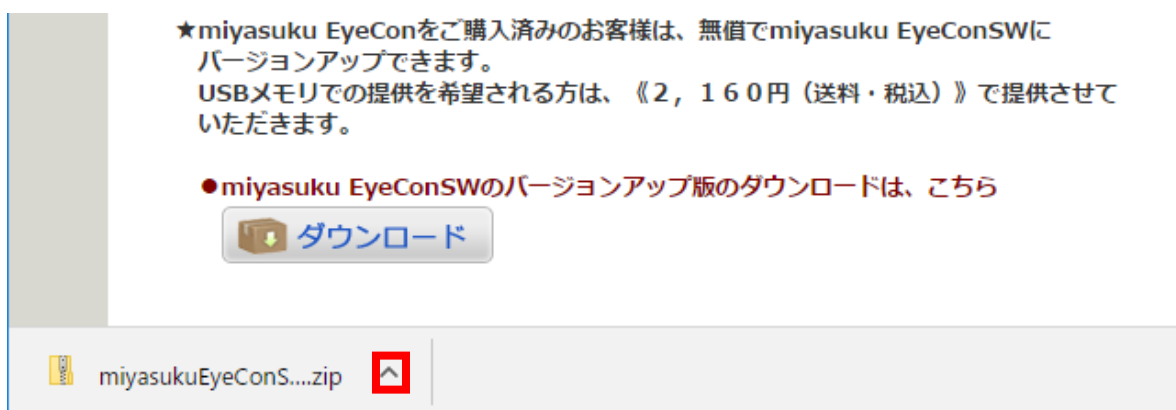 ★miyasuku EyeConをご購入済みのお客様は、無償でmiyasuku EyeConSWに
バージョンアップできます。
USBメモリでの提供を希望される方は、《2，１６０円（送料・税込）》で提供させて
いただきます。
●miyasuku EyeConSWのバージョンアップ版のダウンロードは、こちら
ダウンロード
miyasukuEyeConS....zip